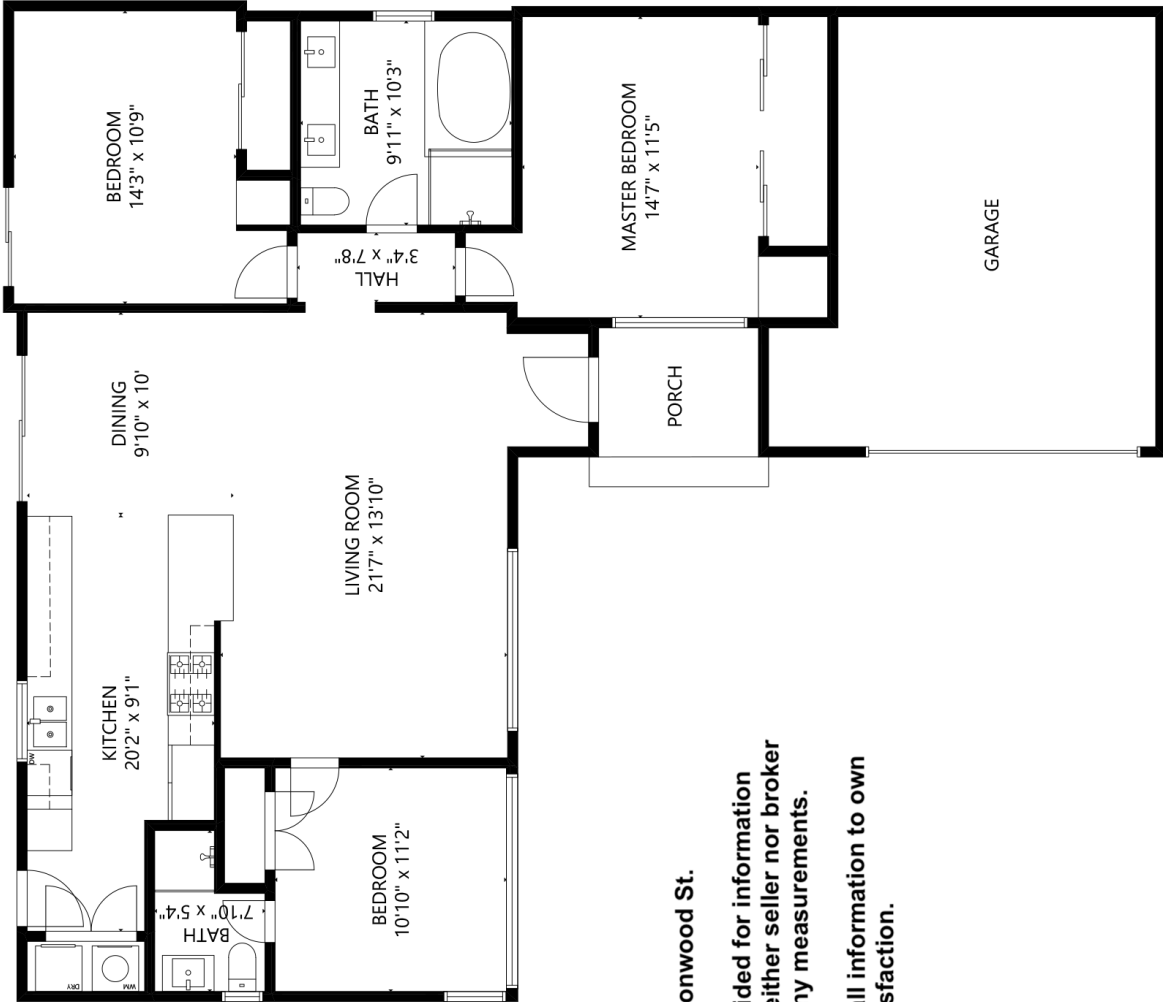 BEDROOM
14'3" x 10'9"
BATH
9'11" x 10'3"
MASTER BEDROOM
14'7" x 11'5"
GARAGE
HALL
3'4" x 7'8"
DINING
9'10" x 10'
PORCH
LIVING ROOM
21'7" x 13'10"
KITCHEN
20'2" x 9'1"
DW
BEDROOM
10'10" x 11'2"
BATH
7'10" x 5'4"
DRY
WM
onwood St.
ided for information
either seller nor broker
ny measurements.
ll information to own
sfaction.